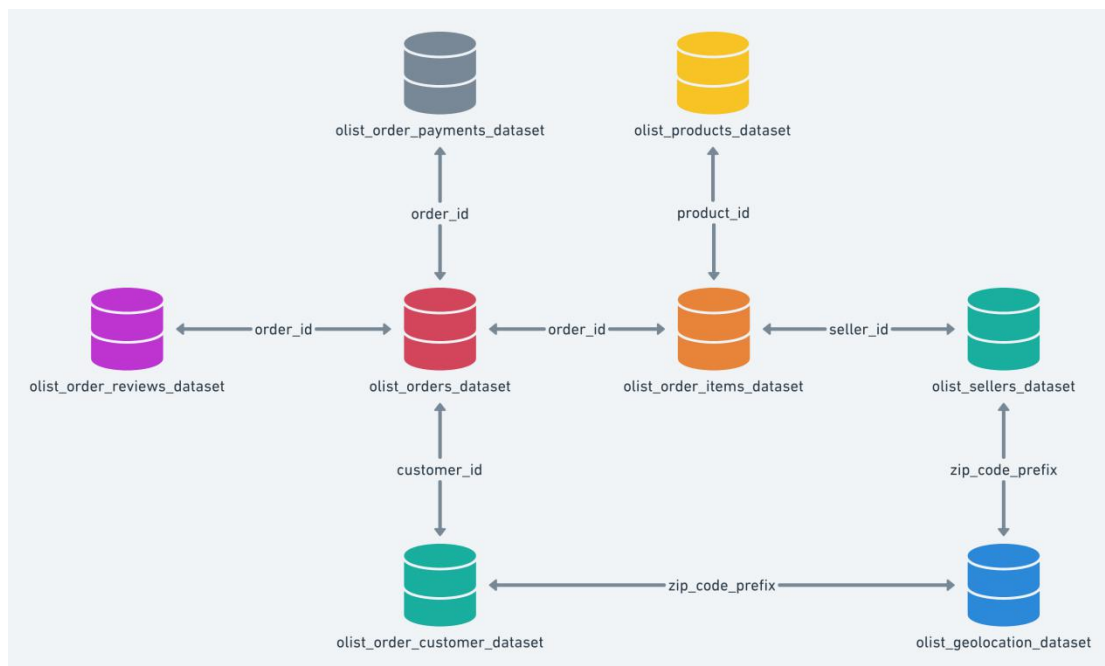 olist_order_payments_dataset
olist_products_dataset
order_id
product_id
order_id
order_id
seller_id
olist_order_reviews_dataset
olist_orders_dataset
olist_order_items_dataset
olist_sellers_dataset
customer_id
zip_code_prefix
zip_code_prefix
olist_order_customer_dataset
olist_geolocation_dataset